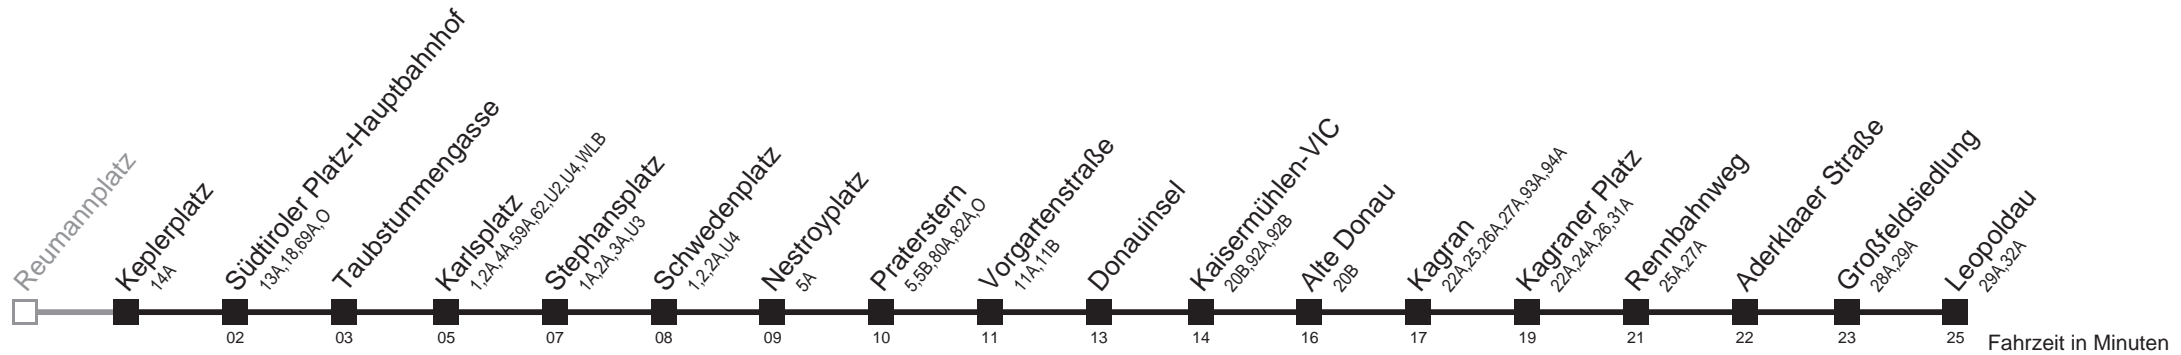 Reumannplatz
Keplerplatz
14A
Südtiroler Platz-Hauptbahnhof
13A,18,69A,O
Taubstummengasse
Karlsplatz
1,2A,4A,59A,62,U2,U4,WLB
Stephansplatz
1A,2A,3A,U3
Schwedenplatz
1,2,2A,U4
Nestroyplatz
5A
Praterstern
5,5B,80A,82A,O
Vorgartenstraße
11A,11B
Donauinsel
Kaisermühlen-VIC
20B,92A,92B
Alte Donau
20B
Kagran
22A,25,26A,27A,93A,94A
Kagraner Platz
22A,24A,26,31A
Rennbahnweg
25A,27A
Aderklaaer Straße
Großfeldsiedlung
28A,29A
Leopoldau
29A,32A
02 03 05 07 08 09 10 11 13 14 16 17 19 21 22 23 25 Fahrzeit in Minuten